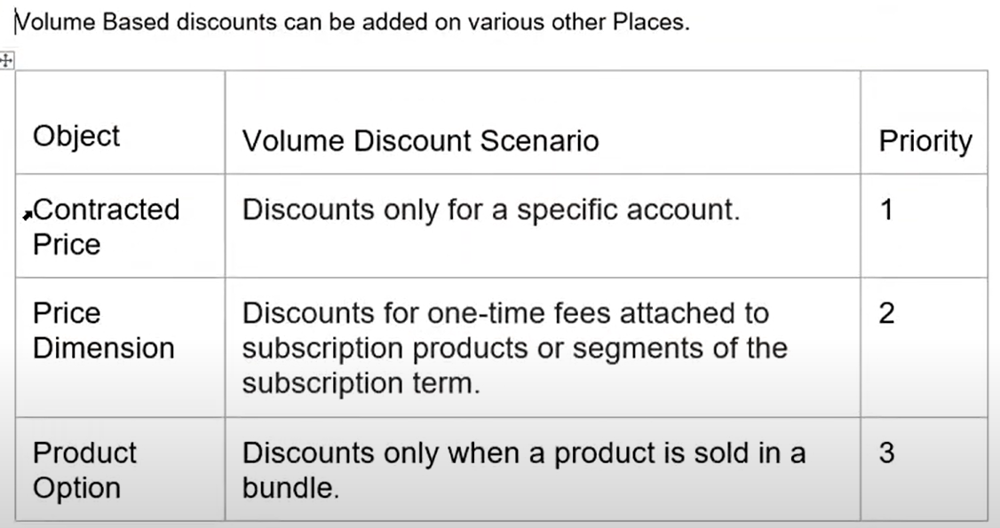 Volume Based discounts can be added on various other Places.
Object
Volume Discount Scenario
Priority
Contracted
Price
Discounts only for a specific account.
1
Price
Dimension
Discounts for one-time fees attached to
subscription products or segments of the
subscription term.
2
Product
Option
Discounts only when a product is sold in a
bundle.
3